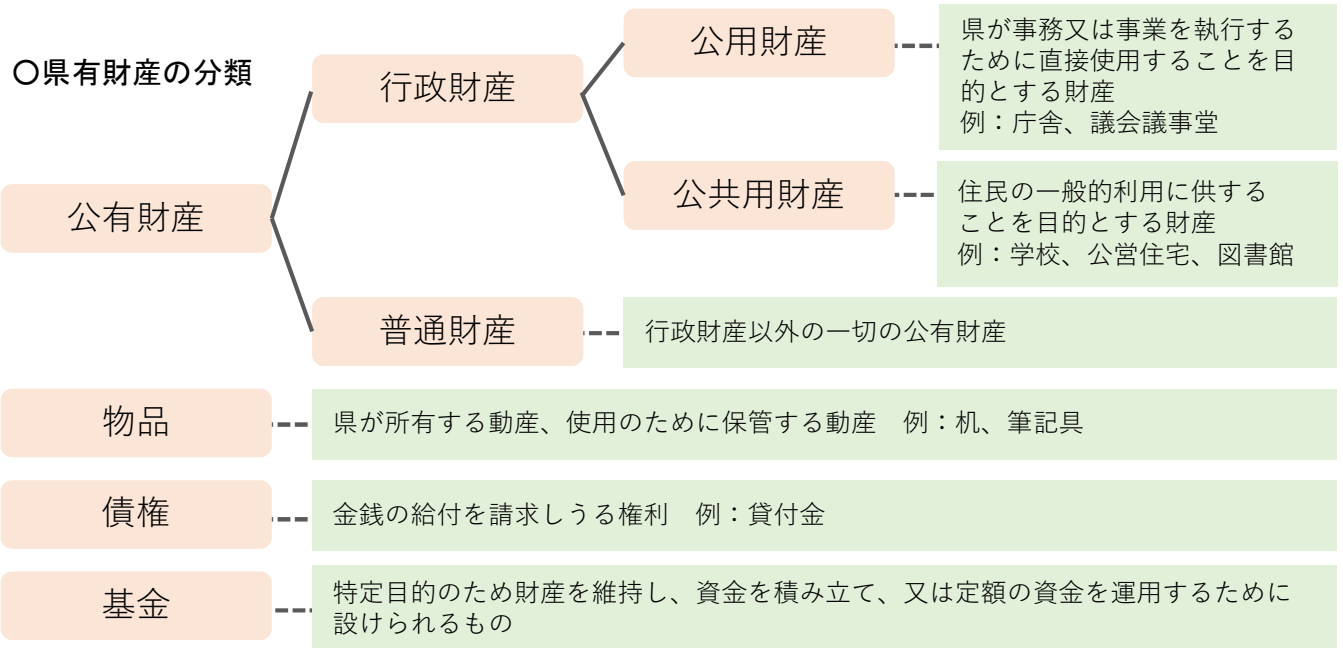 〇県有財産の分類
公有財産
行政財産
公用財産
県が事務又は事業を執行する
ために直接使用することを目
的とする財産
例：庁舎、議会議事堂
公共用財産
住民の一般的利用に供する
ことを目的とする財産
例：学校、公営住宅、図書館
普通財産
行政財産以外の一切の公有財産
物品
県が所有する動産、使用のために保管する動産　例：机、筆記具
債権
金銭の給付を請求しうる権利　例：貸付金
基金
特定目的のため財産を維持し、資金を積み立て、又は定額の資金を運用するために
設けられるもの